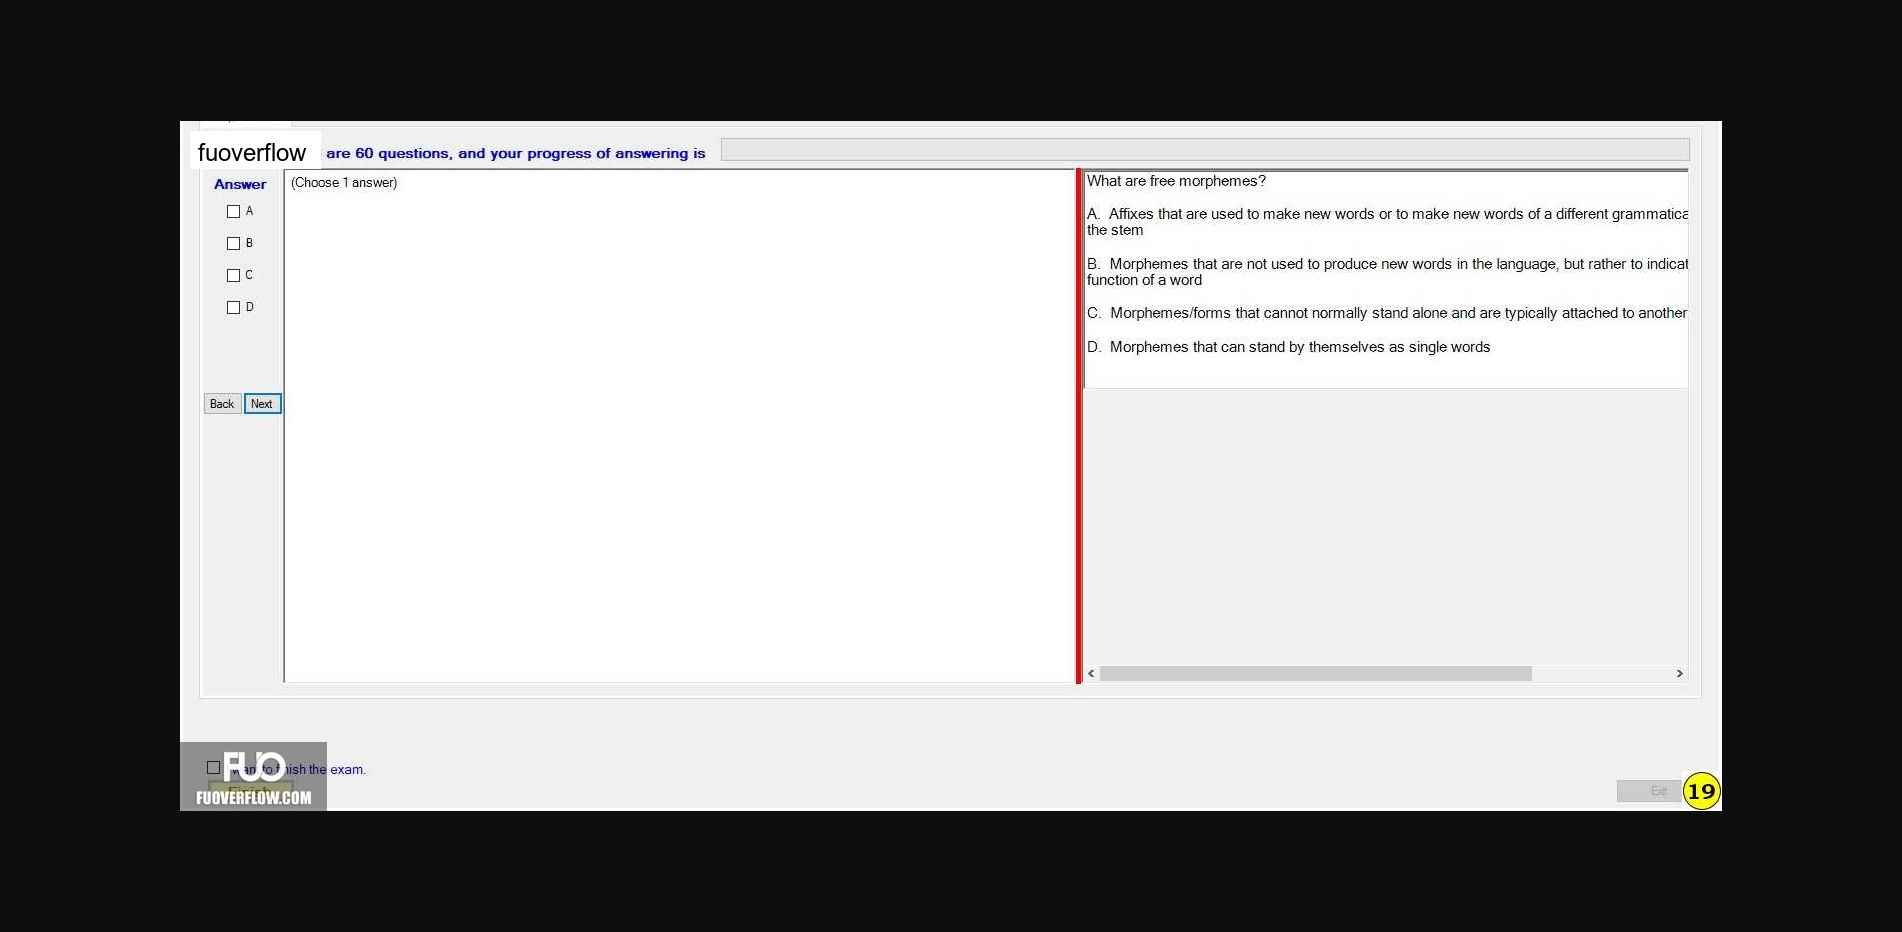 fuoverflow are 60 questions, and your progress of answering is
Answer
(Choose 1 answer)
A
B
C
D
Back Next
What are free morphemes?
A. Affixes that are used to make new words or to make new words of a different grammatica
the stem
B. Morphemes that are not used to produce new words in the language, but rather to indicat
function of a word
C. Morphemes/forms that cannot normally stand alone and are typically attached to another
D. Morphemes that can stand by themselves as single words
FUO
to finish the exam.
Finish
FUOVERFLOW.COM
Exit
19